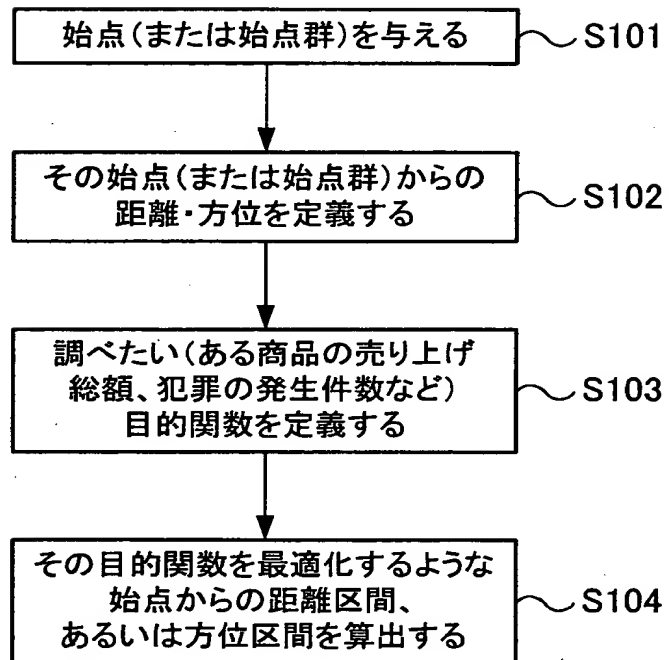 始点(または始点群)を与える
S101
その始点(または始点群)からの
距離・方位を定義する
S102
調べたい(ある商品の売り上げ
総額、犯罪の発生件数など)
目的関数を定義する
S103
その目的関数を最適化するような
始点からの距離区間、
あるいは方位区間を算出する
S104